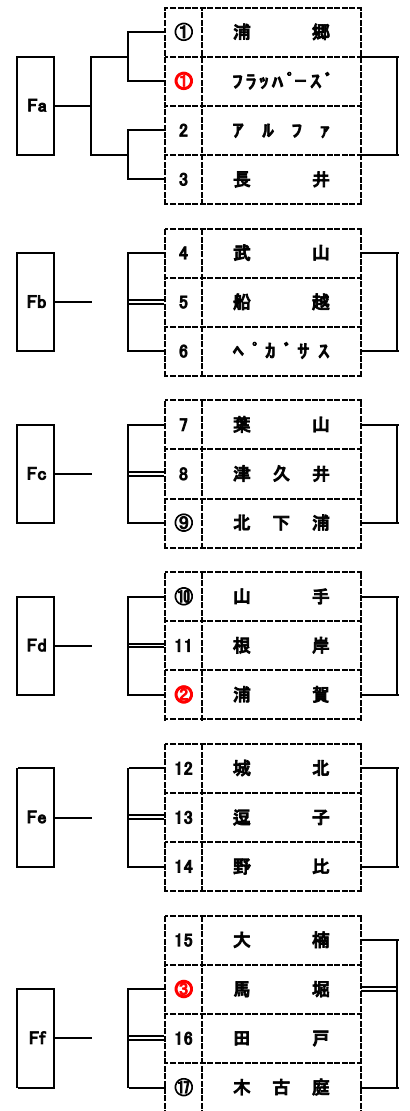 ① 浦郷
① フラッパーズ
Fa
2 アルファ
3 長井
4 武山
Fb 5 船越
6 ペガサス
7 葉山
Fc 8 津久井
⑨ 北下浦
⑩ 山手
Fd 11 根岸
② 浦賀
12 城北
Fe 13 逗子
14 野比
15 大楠
③ 馬堀
Ff 16 田戸
⑰ 木古庭